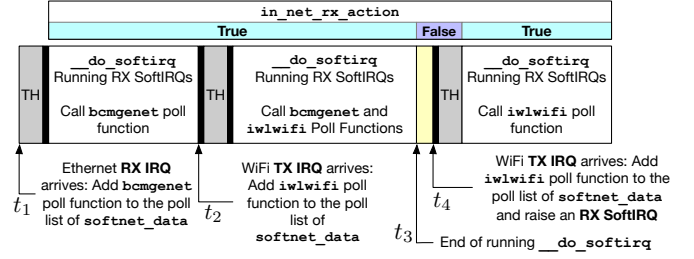 in_net_rx_action
True
False
True
TH
__do_softirq
Running RX SoftIRQs
Call bcmgenet poll
function
TH
__do_softirq
Running RX SoftIRQs
Call bcmgenet and
iwlwifi Poll Functions
TH
__do_softirq
Running RX SoftIRQs
Call iwlwifi poll
function
t1
Ethernet RX IRQ
arrives: Add bcmgenet
poll function to the poll
list of softnet_data
t2
WiFi TX IRQ arrives:
Add iwlwifi poll
function to the poll
list of
softnet_data
t3
End of running __do_softirq
t4
WiFi TX IRQ arrives: Add
iwlwifi poll function to the
poll list of softnet_data
and raise an RX SoftIRQ